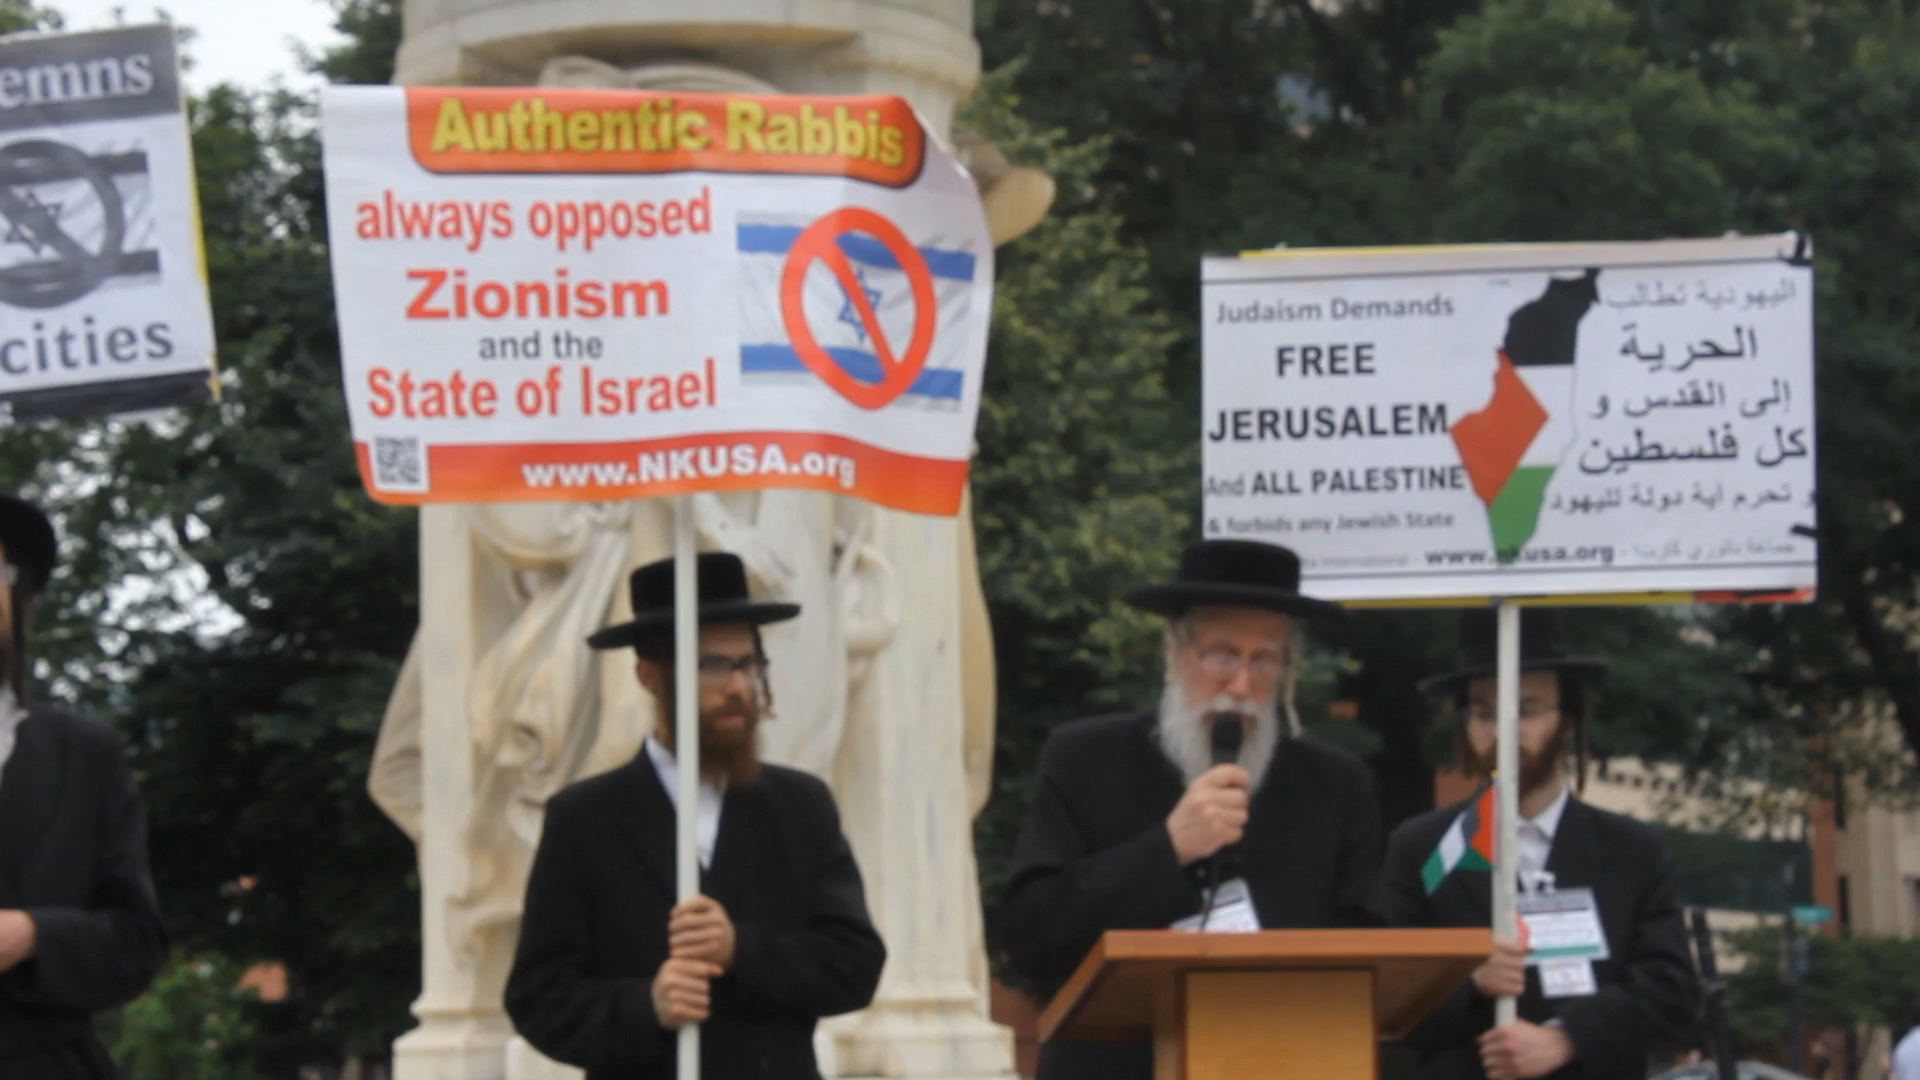 emns
cities
Authentic Rabbis
always opposed
Zionism
and the
State of Israel
www.NKUSA.org
Judaism Demands
FREE
JERUSALEM
And ALL PALESTINE
& forbids any Jewish State
International - www.nkusa.org -
اليهودية تطالب
الحرية
إلى القدس و
كل فلسطين
و تحرم أية دولة لليهود